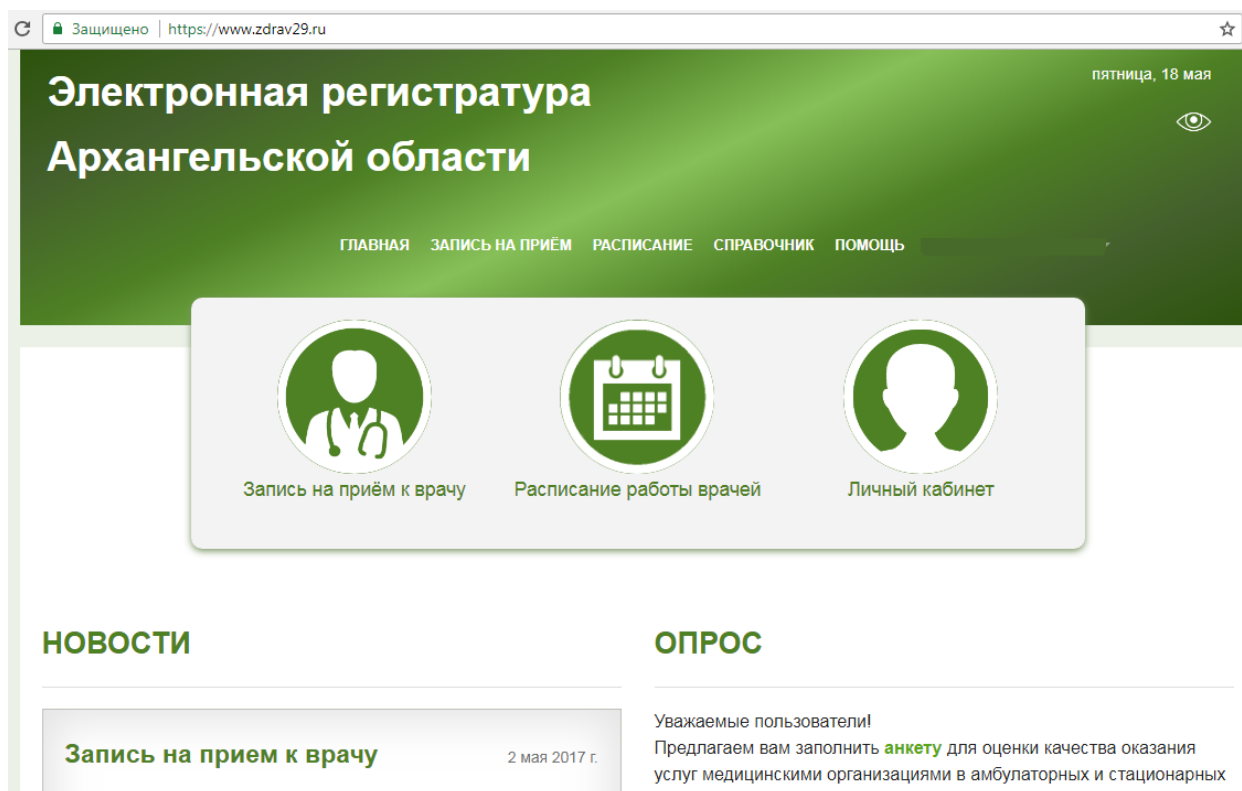 Защищено | https://www.zdrav29.ru
Электронная регистратура
Архангельской области
пятница, 18 мая
ГЛАВНАЯ ЗАПИСЬ НА ПРИЁМ РАСПИСАНИЕ СПРАВОЧНИК ПОМОЩЬ
Запись на приём к врачу
Расписание работы врачей
Личный кабинет
НОВОСТИ
Запись на прием к врачу
2 мая 2017 г.
ОПРОС
Уважаемые пользователи!
Предлагаем вам заполнить анкету для оценки качества оказания
услуг медицинскими организациями в амбулаторных и стационарных